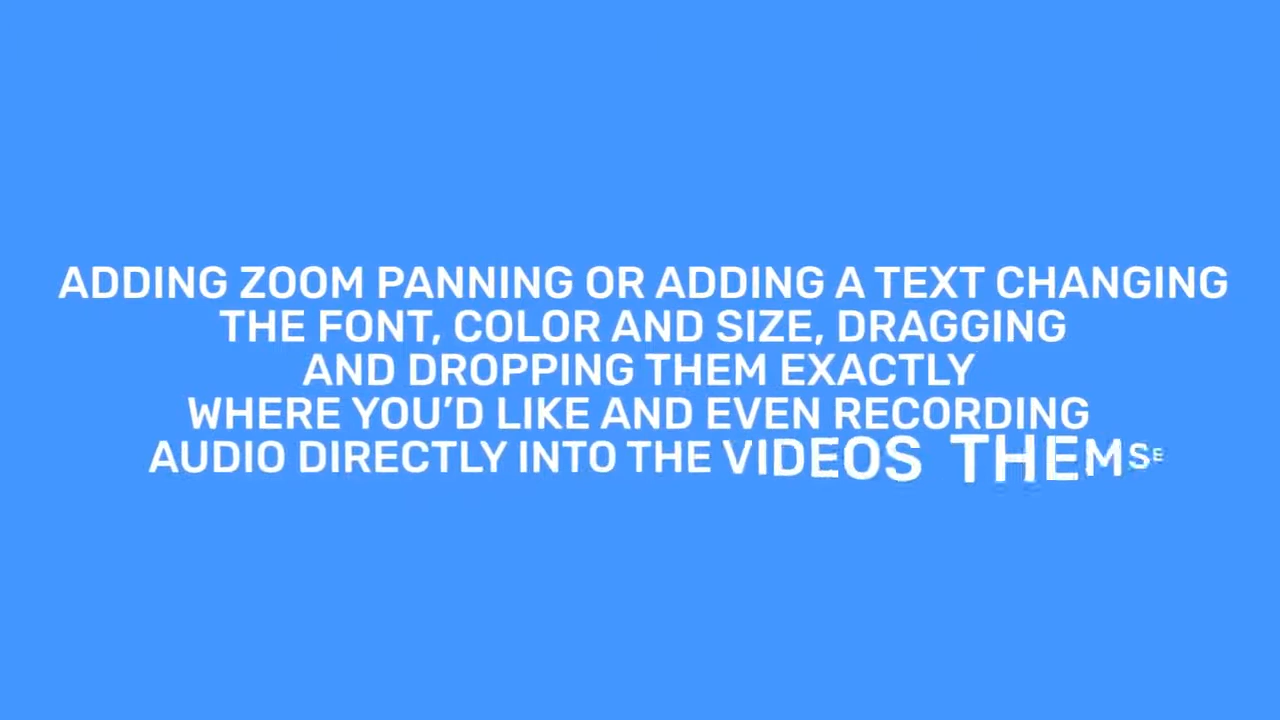 ADDING ZOOM PANNING OR ADDING A TEXT CHANGING
THE FONT, COLOR AND SIZE, DRAGGING
AND DROPPING THEM EXACTLY
WHERE YOU’D LIKE AND EVEN RECORDING
AUDIO DIRECTLY INTO THE VIDEOS THEMSE